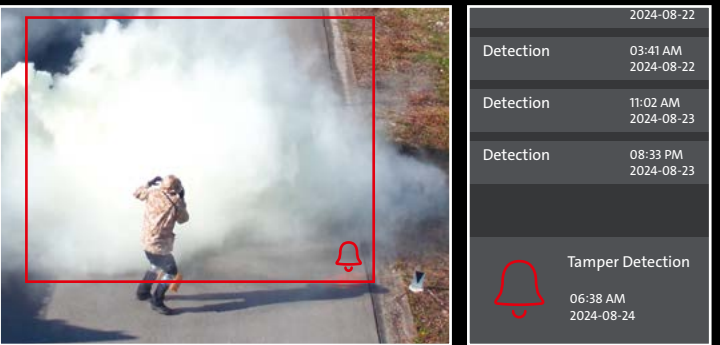 2024-08-22
Detection
03:41 AM
2024-08-22
Detection
11:02 AM
2024-08-23
Detection
08:33 PM
2024-08-23
Tamper Detection
06:38 AM
2024-08-24